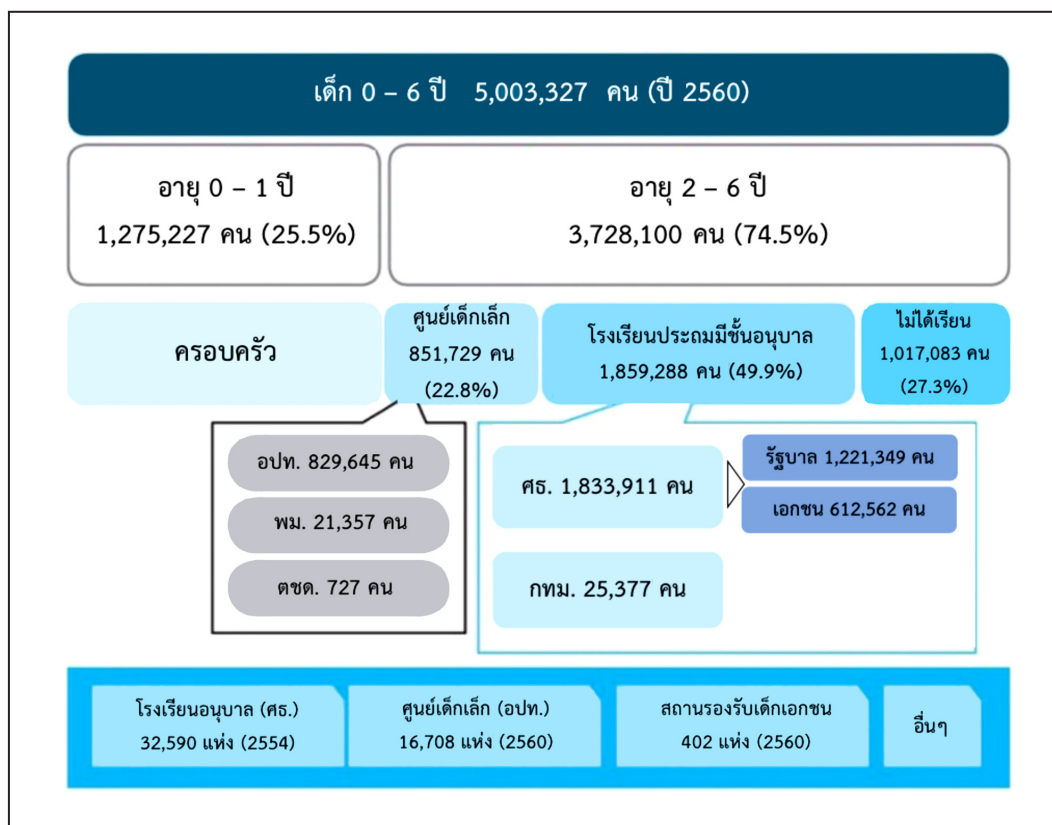 เด็ก 0 – 6 ปี 5,003,327 คน (ปี 2560)
อายุ 0 – 1 ปี
1,275,227 คน (25.5%)
อายุ 2 – 6 ปี
3,728,100 คน (74.5%)
ครอบครัว
ศูนย์เด็กเล็ก
851,729 คน
(22.8%)
โรงเรียนประถมมีชั้นอนุบาล
1,859,288 คน (49.9%)
ไม่ได้เรียน
1,017,083 คน
(27.3%)
อปท. 829,645 คน
พม. 21,357 คน
ตชด. 727 คน
ศธ. 1,833,911 คน
รัฐบาล 1,221,349 คน
เอกชน 612,562 คน
กทม. 25,377 คน
โรงเรียนอนุบาล (ศธ.)
32,590 แห่ง (2554)
ศูนย์เด็กเล็ก (อปท.)
16,708 แห่ง (2560)
สถานรองรับเด็กเอกชน
402 แห่ง (2560)
อื่นๆ